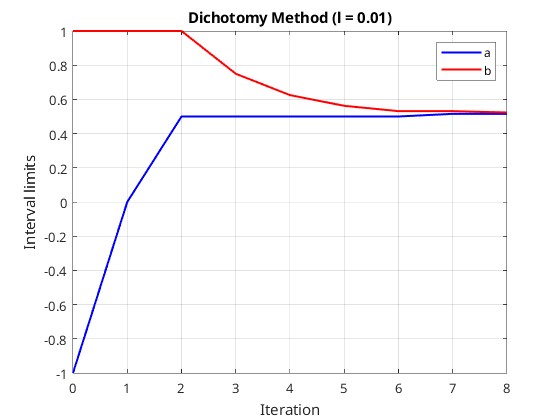 Dichotomy Method (l = 0.01)
1
0.8
0.6
0.4
0.2
0
-0.2
-0.4
-0.6
-0.8
-1
Interval limits
a
b
0 1 2 3 4 5 6 7 8
Iteration